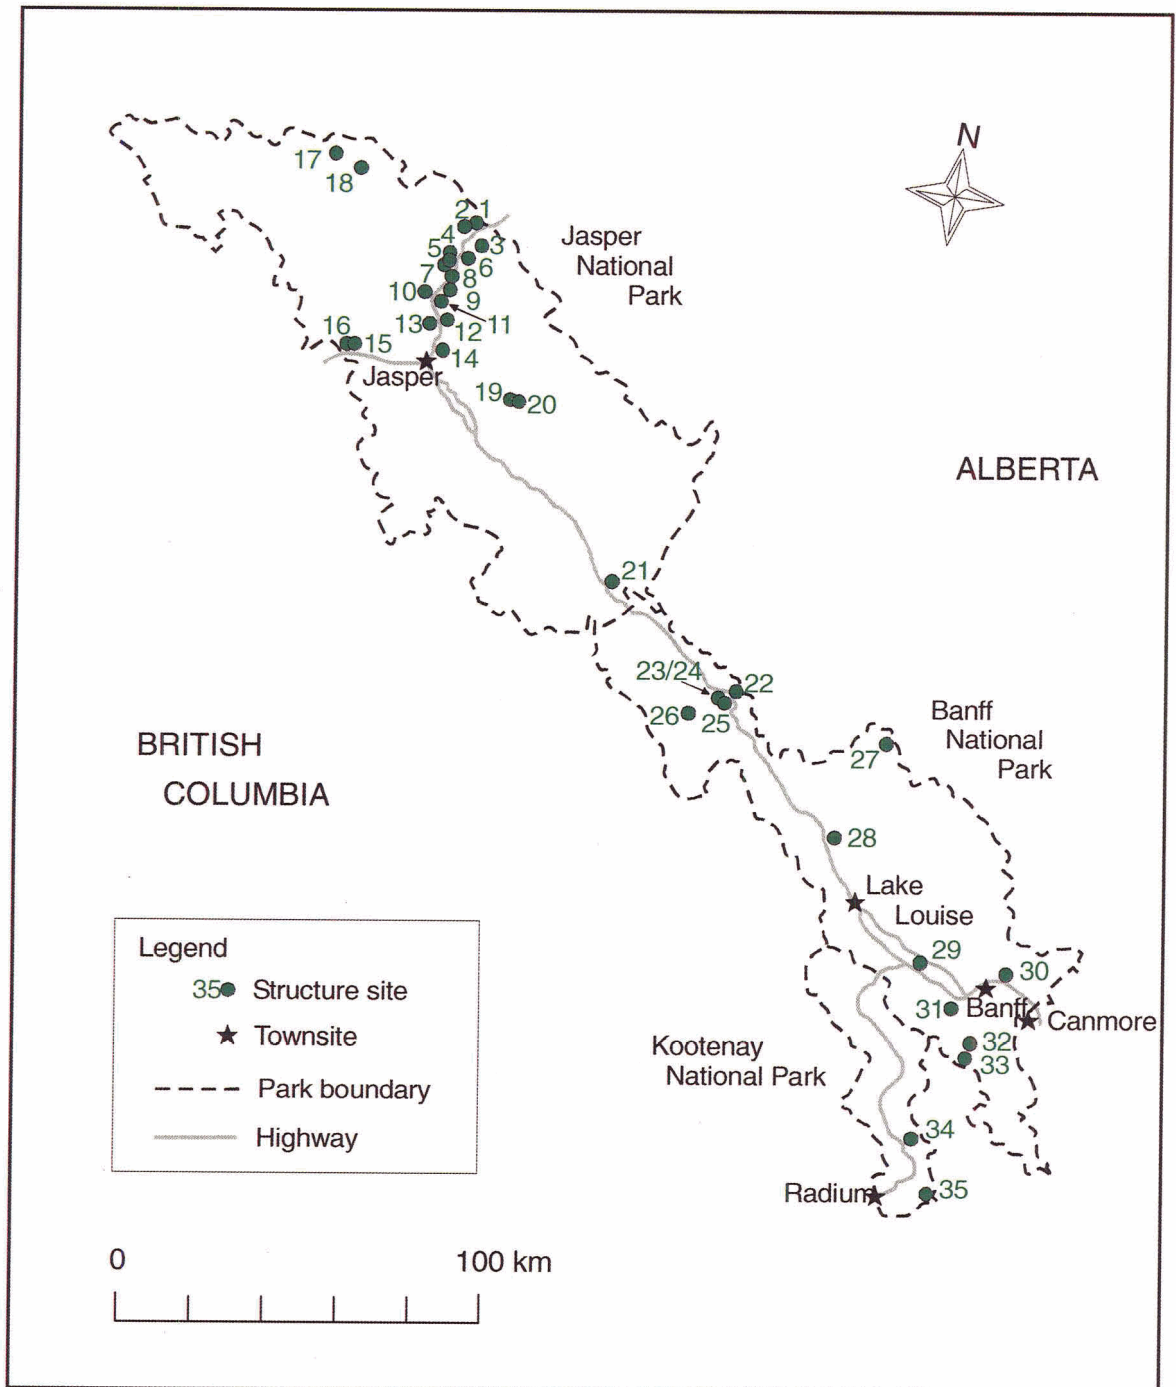 N
17
18
2 1
4
5
3
7
6
8
10
9
11
13
12
16
15
14
Jasper
National
Park
Jasper
19
20
ALBERTA
21
23/24
22
26
25
Banff
National
Park
27
BRITISH
COLUMBIA
28
Lake
Louise
29
30
31
Banff
Canmore
32
33
Kootenay
National Park
34
Radium
35
Legend
35 Structure site
Townsite
Park boundary
Highway
0
100 km